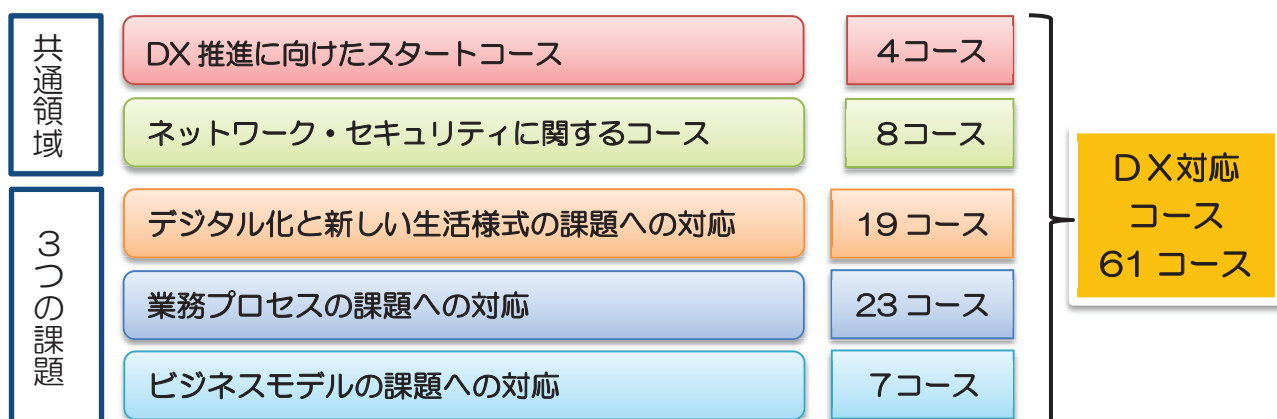 共通領域
DX 推進に向けたスタートコース
4コース
ネットワーク・セキュリティに関するコース
8コース
3つの課題
デジタル化と新しい生活様式の課題への対応
19 コース
業務プロセスの課題への対応
23 コース
ビジネスモデルの課題への対応
7コース
DX対応
コース
61 コース